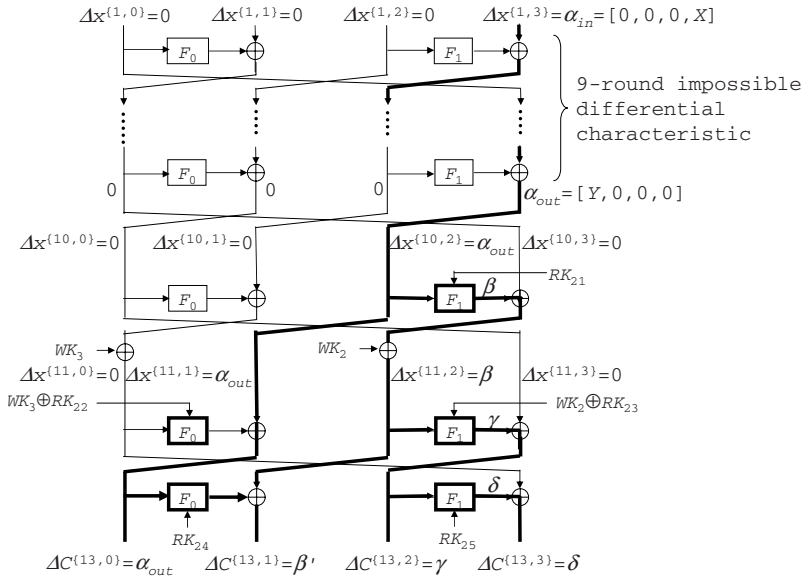 Δx{1,0}=0 Δx{1,1}=0 Δx{1,2}=0 Δx{1,3}=α_in=[0,0,0,X]
F0 F1
9-round impossible
differential
characteristic
F0 F1
0 0 0 α_out=[Y,0,0,0]
Δx{10,0}=0 Δx{10,1}=0 Δx{10,2}=α_out Δx{10,3}=0
RK21
F0 F1 β
WK3 WK2
Δx{11,0}=0 Δx{11,1}=α_out Δx{11,2}=β Δx{11,3}=0
WK3⊕RK22 WK2⊕RK23
F0 F1 γ
F0 F1 δ
RK24 RK25
ΔC{13,0}=α_out ΔC{13,1}=β' ΔC{13,2}=γ ΔC{13,3}=δ